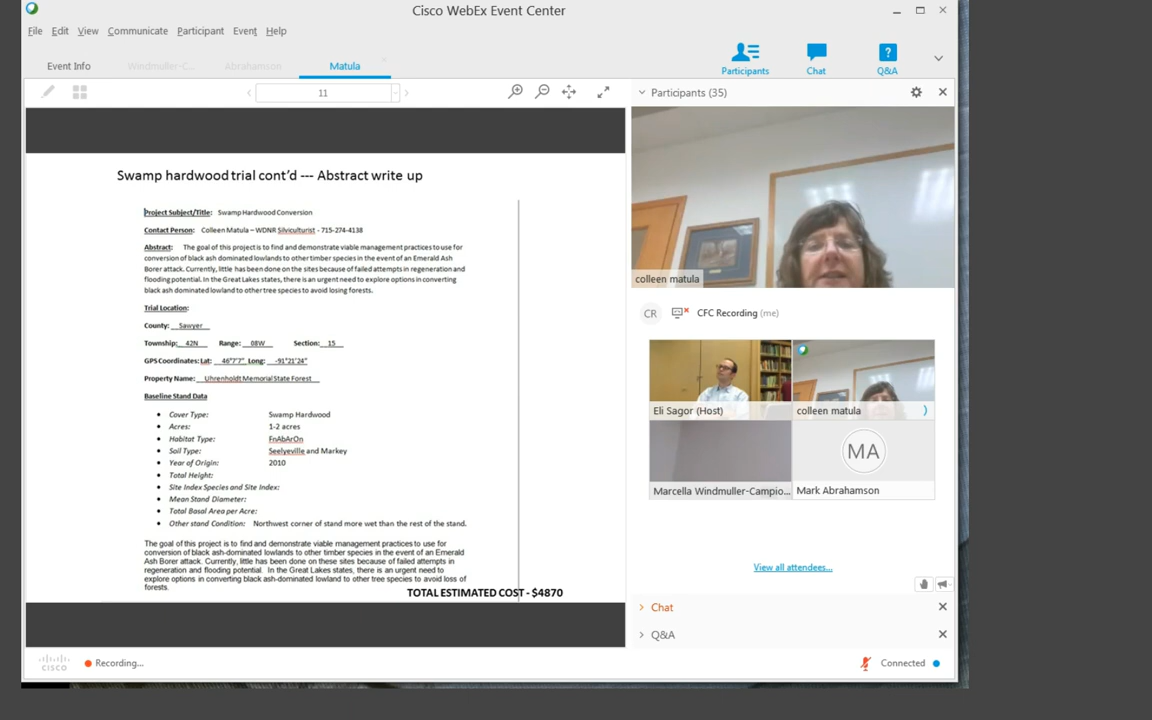 Cisco WebEx Event Center
File Edit View Communicate Participant Event Help
Event Info Windmuller-C... Abrahamson Matula
Participants Chat Q&A
11
Participants (35)
Swamp hardwood trial cont'd --- Abstract write up
Project Subject/Title: Swamp Hardwood Conversion
Contact Person: Colleen Matula – WDNR Silviculturist - 715-274-4138
Abstract: The goal of this project is to find and demonstrate viable management practices to use for
conversion of black ash dominated lowlands to other timber species in the event of an Emerald Ash
Borer attack. Currently, little has been done on the sites because of failed attempts in regeneration and
flooding potential. In the Great Lakes states, there is an urgent need to explore options in converting
black ash dominated lowland to other tree species to avoid losing forests.
Trial Location:
County: Sawyer
Township: 42N Range: 08W Section: 15
GPS Coordinates: Lat: 46°7'7" Long: -91°21'24"
Property Name: Uhrenholdt Memorial State Forest
Baseline Stand Data
• Cover Type: Swamp Hardwood
• Acres: 1-2 acres
• Habitat Type: FnAbArOn
• Soil Type: Seelyeville and Markey
• Year of Origin: 2010
• Total Height:
• Site Index Species and Site Index:
• Mean Stand Diameter:
• Total Basal Area per Acre:
• Other stand Condition: Northwest corner of stand more wet than the rest of the stand.
The goal of this project is to find and demonstrate viable management practices to use for
conversion of black ash-dominated lowlands to other timber species in the event of an Emerald
Ash Borer attack. Currently, little has been done on these sites because of failed attempts in
regeneration and flooding potential. In the Great Lakes states, there is an urgent need to
explore options in converting black ash-dominated lowland to other tree species to avoid loss of
forests.
TOTAL ESTIMATED COST - $4870
colleen matula
CR CFC Recording (me)
Eli Sagor (Host) colleen matula
MA
Marcella Windmuller-Campio... Mark Abrahamson
View all attendees...
Chat
Q&A
cisco Recording... Connected